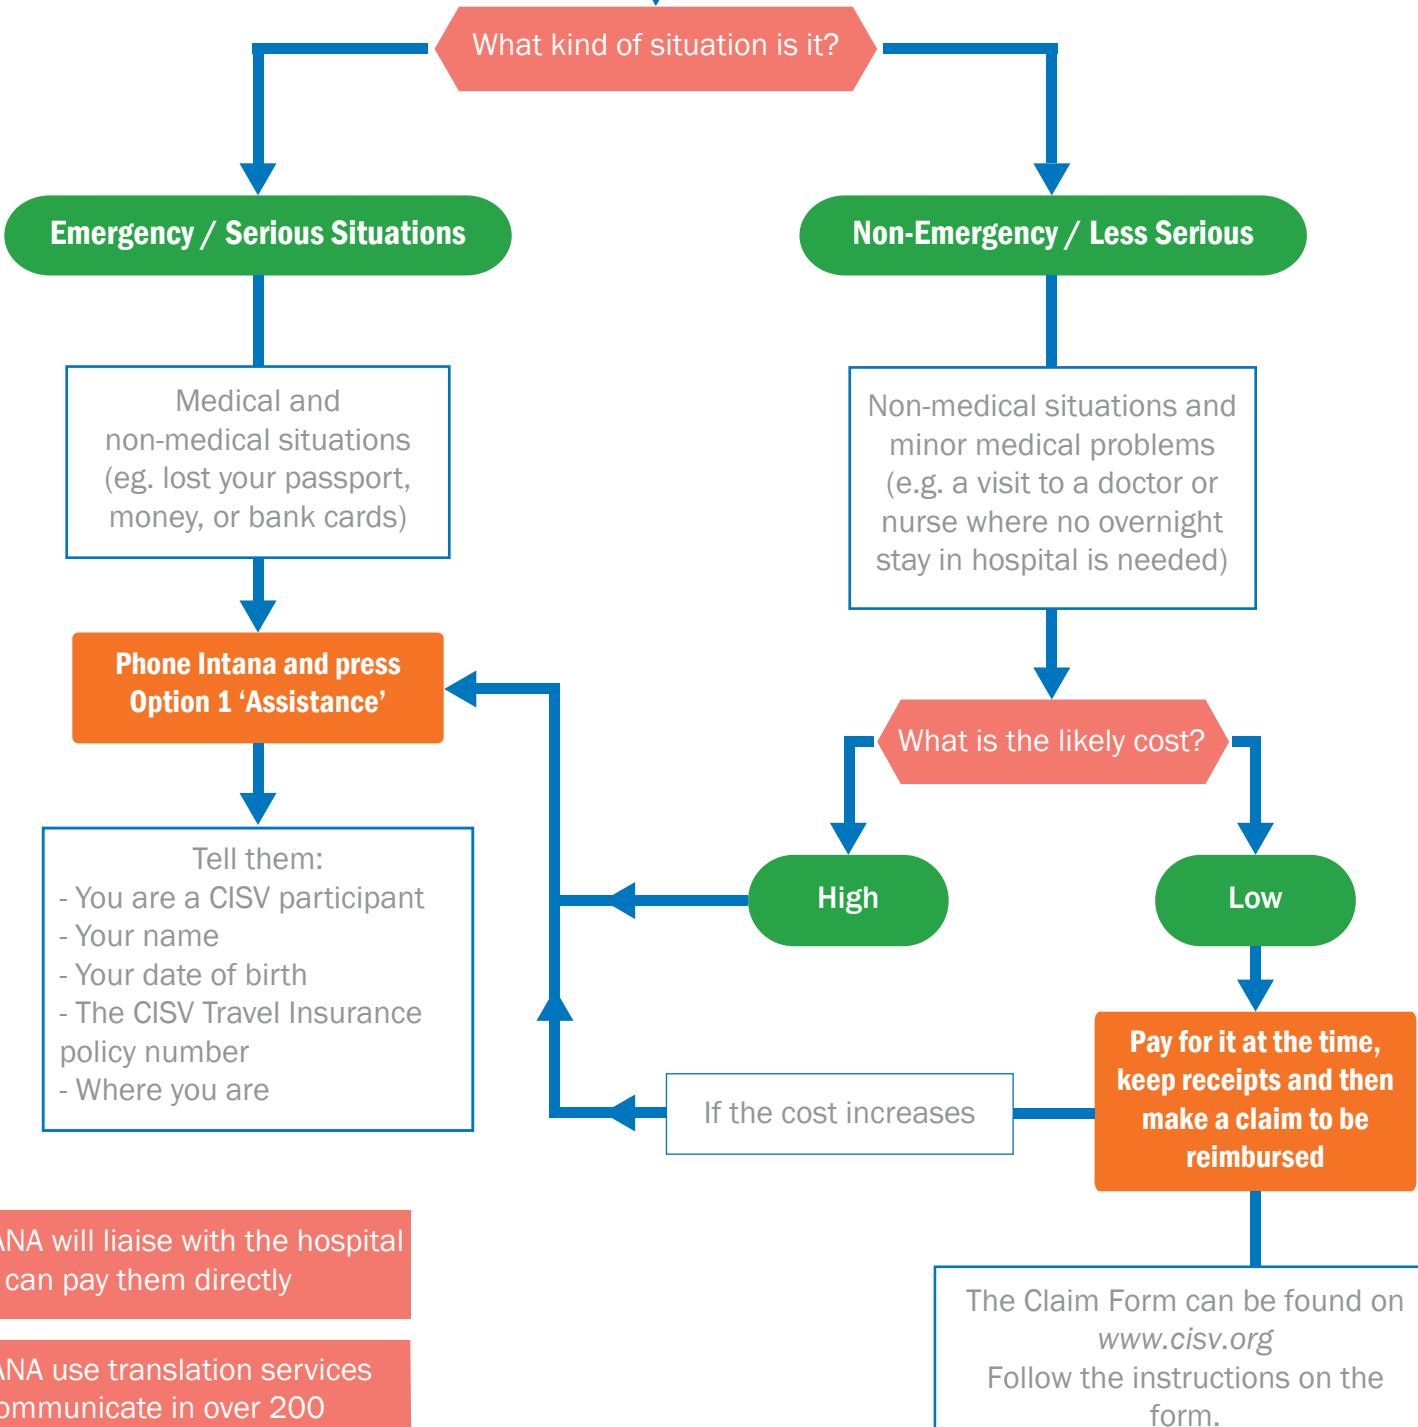 What kind of situation is it?
Emergency / Serious Situations
Non-Emergency / Less Serious
Medical and
non-medical situations
(eg. lost your passport,
money, or bank cards)
Non-medical situations and
minor medical problems
(e.g. a visit to a doctor or
nurse where no overnight
stay in hospital is needed)
Phone Intana and press
Option 1 ‘Assistance’
What is the likely cost?
Tell them:
- You are a CISV participant
- Your name
- Your date of birth
- The CISV Travel Insurance
policy number
- Where you are
High
Low
Pay for it at the time,
keep receipts and then
make a claim to be
reimbursed
If the cost increases
will liaise with the hospital
can pay them directly
use translation services
communicate in over 200
The Claim Form can be found on
www.cisv.org
Follow the instructions on the
form.